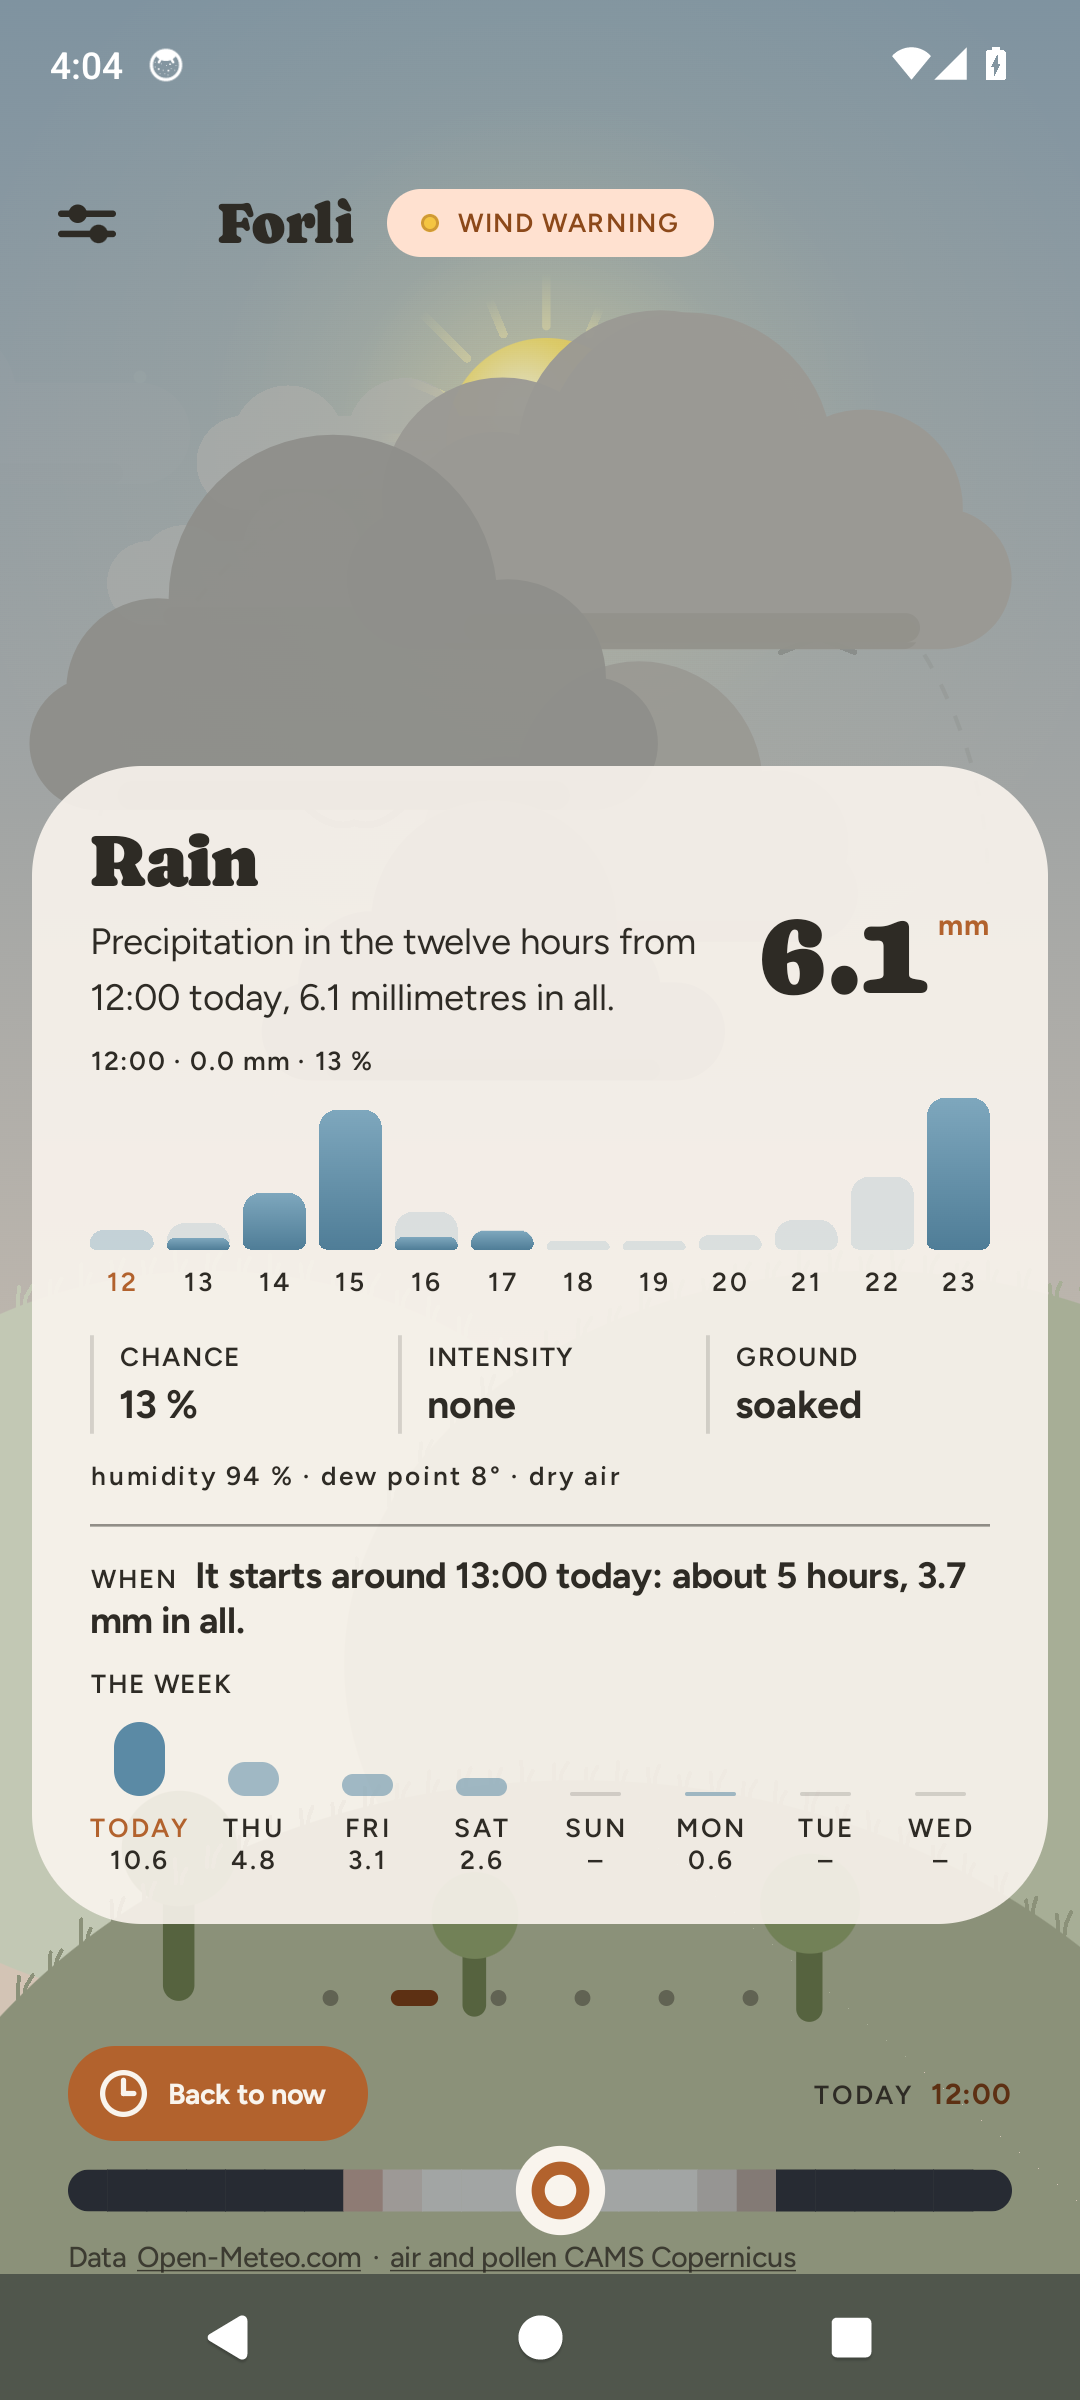 4:04
Forlì
WIND WARNING
Rain
Precipitation in the twelve hours from
12:00 today, 6.1 millimetres in all.
6.1 mm
12:00 · 0.0 mm · 13 %
12 13 14 15 16 17 18 19 20 21 22 23
CHANCE INTENSITY GROUND
13 % none soaked
humidity 94 % · dew point 8° · dry air
WHEN It starts around 13:00 today: about 5 hours, 3.7
mm in all.
THE WEEK
TODAY THU FRI SAT SUN MON TUE WED
10.6 4.8 3.1 2.6 – 0.6 – –
Back to now
TODAY 12:00
Data Open-Meteo.com · air and pollen CAMS Copernicus